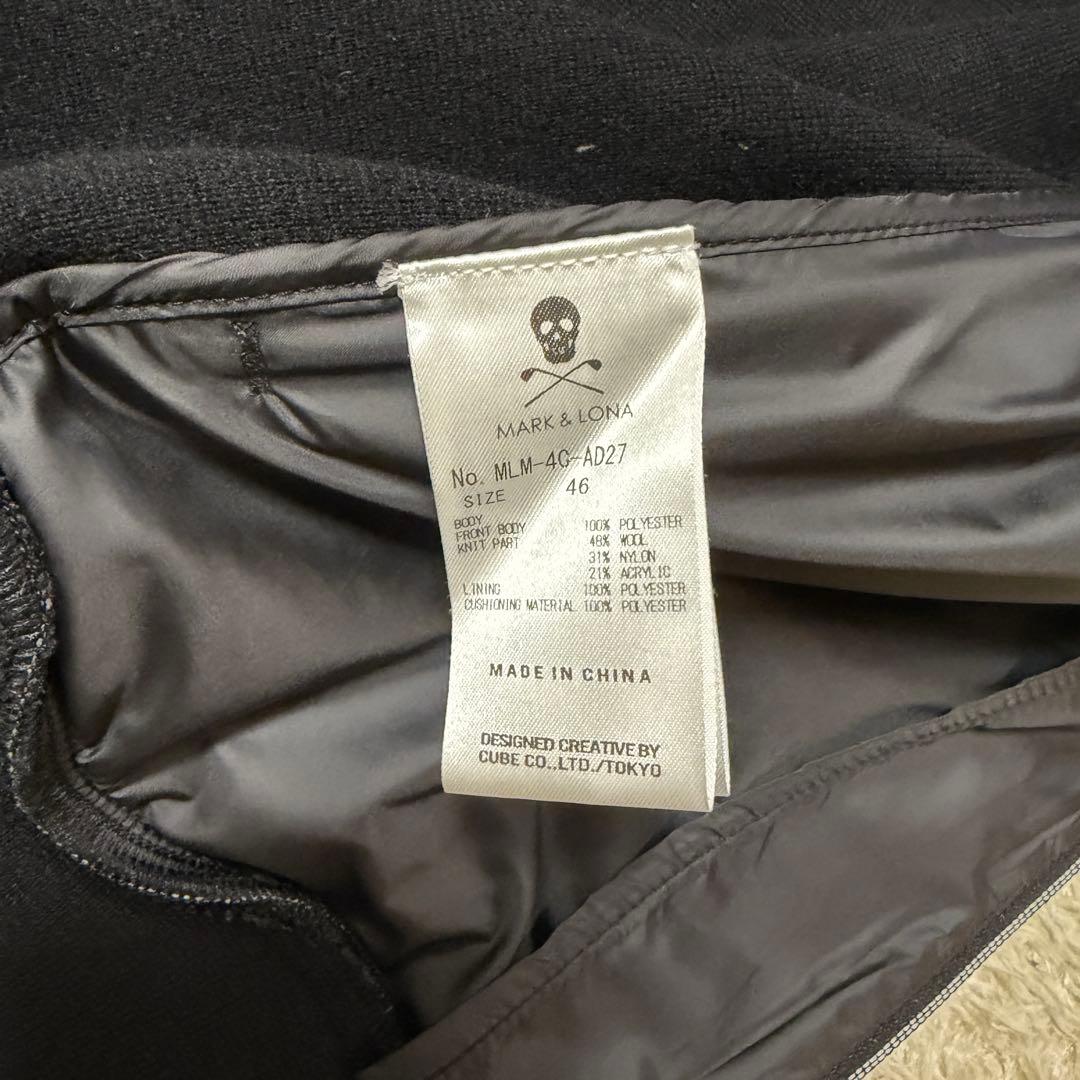 MARK & LONA
No. MLM-4C-AD27
SIZE 46
BODY
FRONT BODY 100% POLYESTER
KNIT PART 48% WOOL
31% NYLON
21% ACRYLIC
LINING 100% POLYESTER
CUSHIONING MATERIAL 100% POLYESTER
MADE IN CHINA
DESIGNED CREATIVE BY
CUBE CO.,LTD./TOKYO